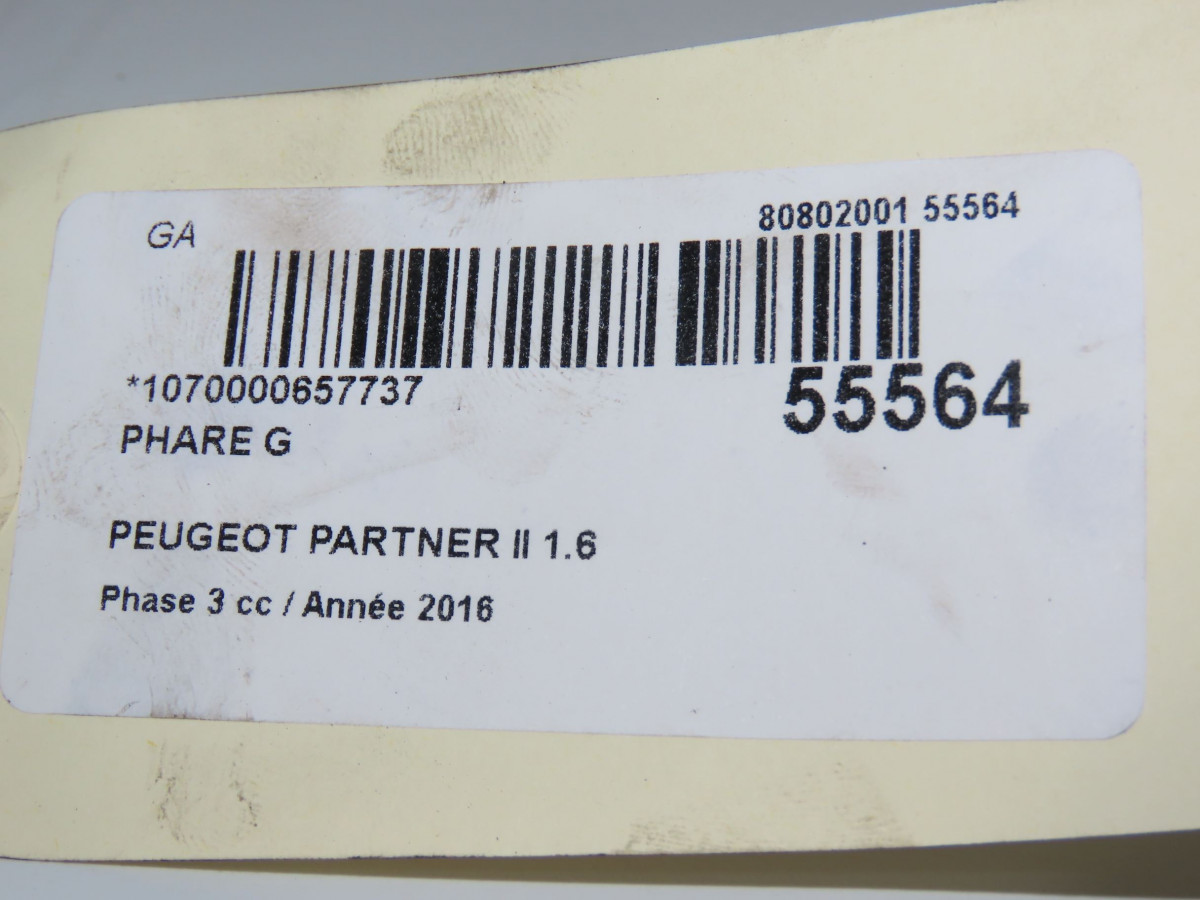 GA
80802001 55564
*1070000657737
55564
PHARE G
PEUGEOT PARTNER II 1.6
Phase 3 cc / Année 2016